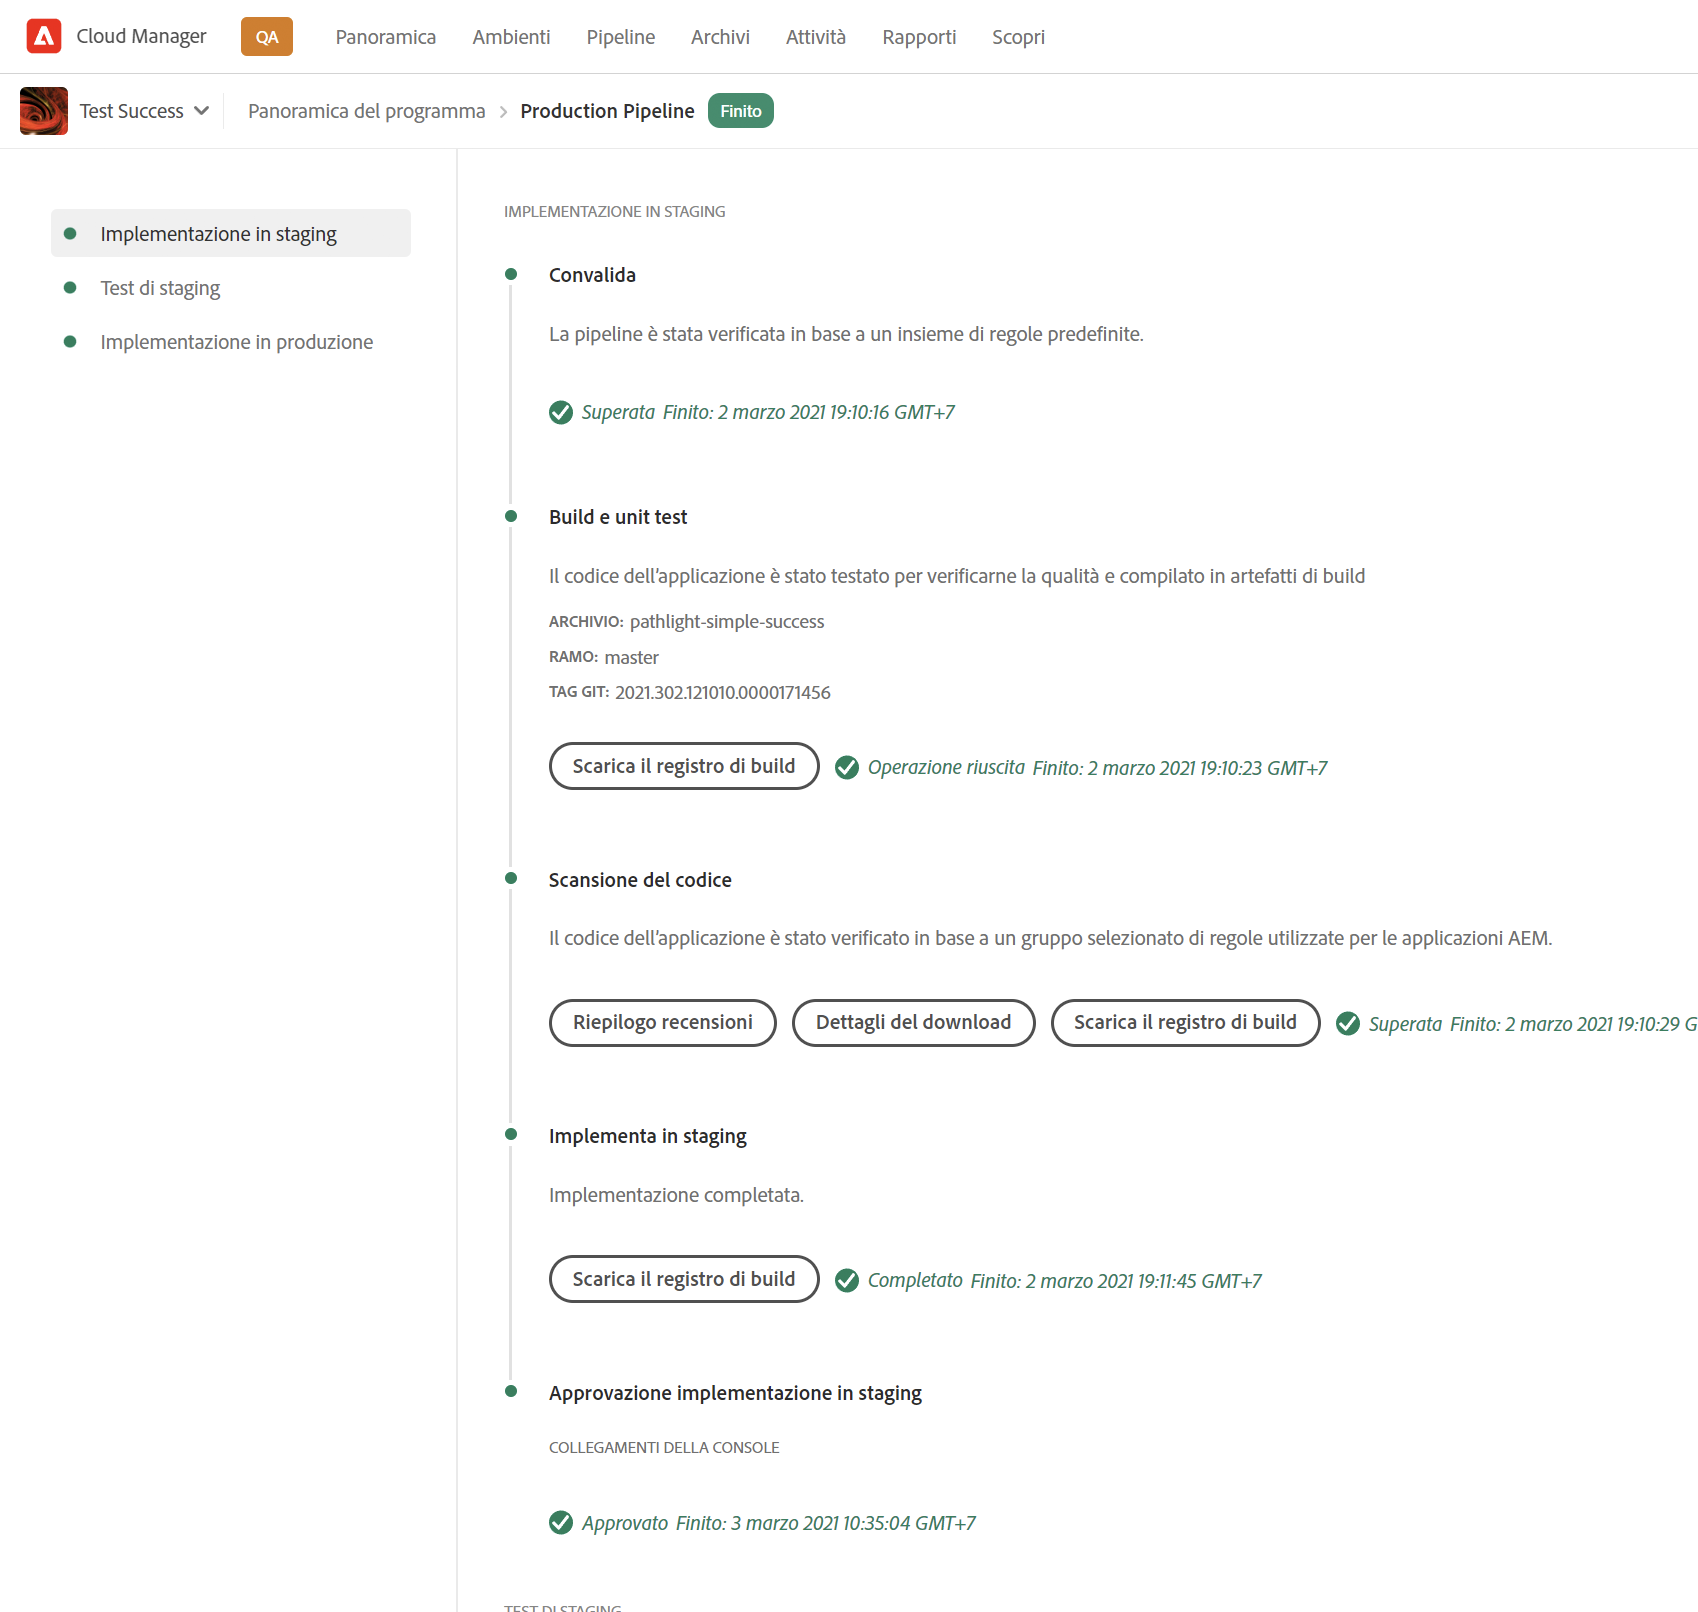 Cloud Manager QA Panoramica Ambienti Pipeline Archivi Attività Rapporti Scopri
Test Success Panoramica del programma Production Pipeline Finito
Implementazione in staging
Test di staging
Implementazione in produzione
IMPLEMENTAZIONE IN STAGING
Convalida
La pipeline è stata verificata in base a un insieme di regole predefinite.
Superata Finito: 2 marzo 2021 19:10:16 GMT+7
Build e unit test
Il codice dell'applicazione è stato testato per verificarne la qualità e compilato in artefatti di build
ARCHIVIO: pathlight-simple-success
RAMO: master
TAG GIT: 2021.302.121010.0000171456
Scarica il registro di build Operazione riuscita Finito: 2 marzo 2021 19:10:23 GMT+7
Scansione del codice
Il codice dell'applicazione è stato verificato in base a un gruppo selezionato di regole utilizzate per le applicazioni AEM.
Riepilogo recensioni Dettagli del download Scarica il registro di build Superata Finito: 2 marzo 2021 19:10:29 G
Implementa in staging
Implementazione completata.
Scarica il registro di build Completato Finito: 2 marzo 2021 19:11:45 GMT+7
Approvazione implementazione in staging
COLLEGAMENTI DELLA CONSOLE
Approvato Finito: 3 marzo 2021 10:35:04 GMT+7
TEST DI STAGING